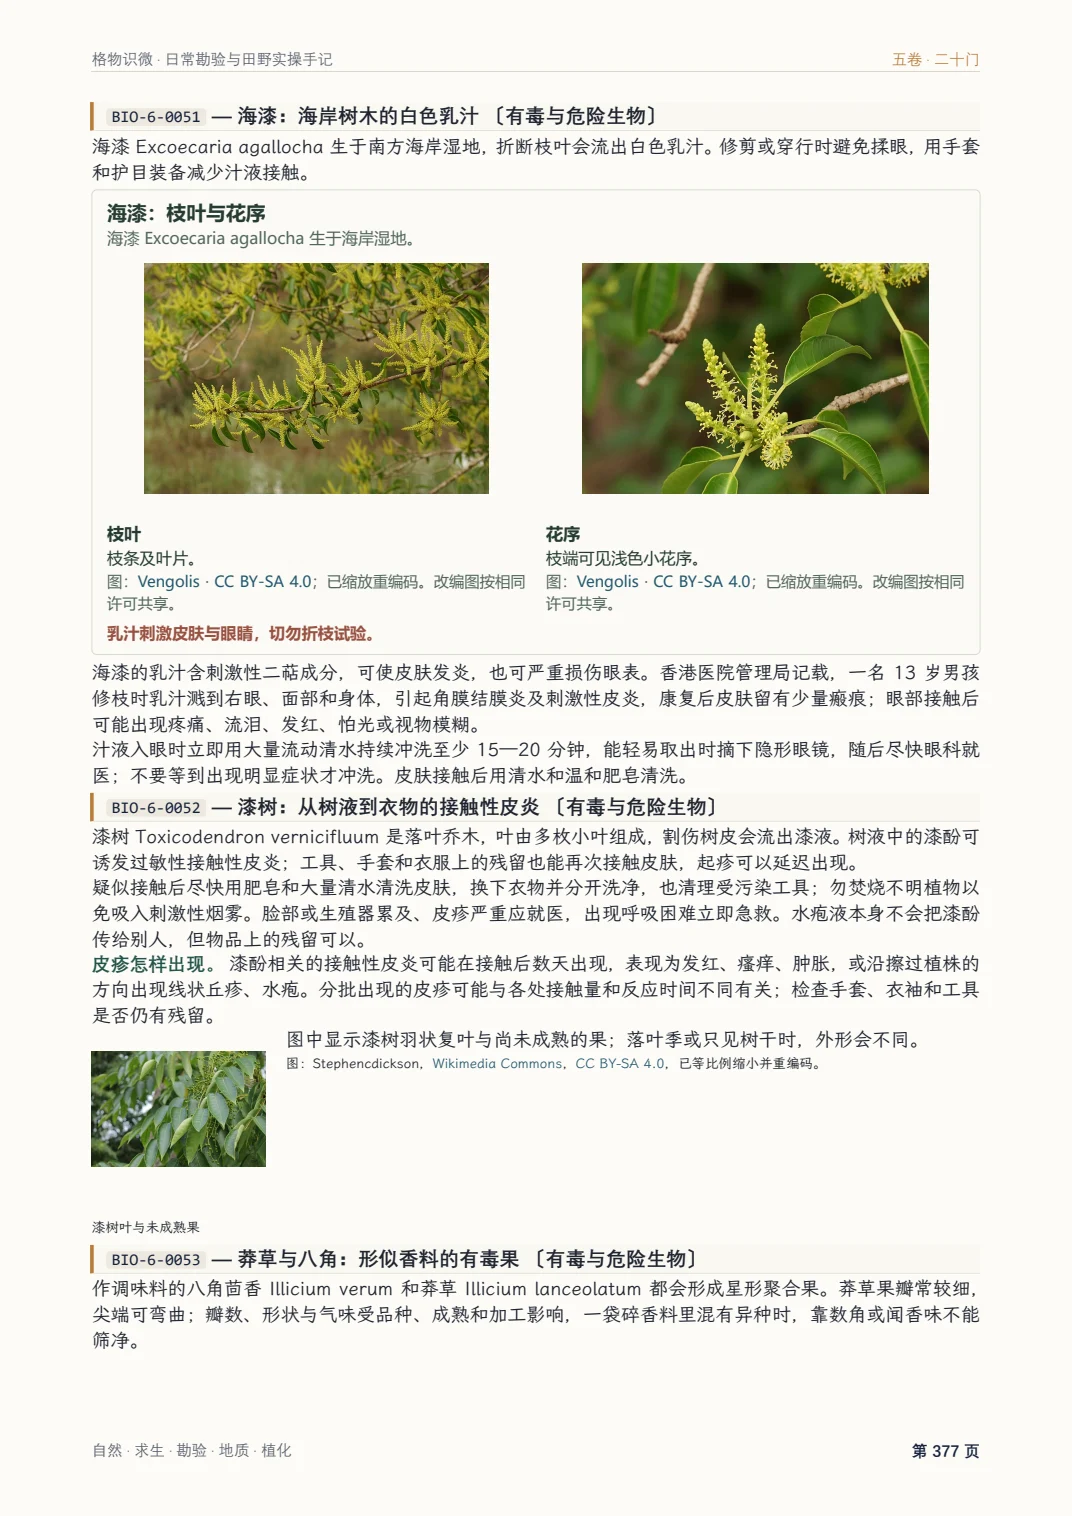 格物识微 · 日常勘验与田野实操手记
五卷 · 二十门
BIO-6-0051 — 海漆：海岸树木的白色乳汁 〔有毒与危险生物〕
海漆 Excoecaria agallocha 生于南方海岸湿地，折断枝叶会流出白色乳汁。修剪或穿行时避免揉眼，用手套
和护目装备减少汁液接触。
海漆：枝叶与花序
海漆 Excoecaria agallocha 生于海岸湿地。
枝叶
枝条及叶片。
图：Vengolis · CC BY-SA 4.0；已缩放重编码。改编图按相同
许可共享。
花序
枝端可见浅色小花序。
图：Vengolis · CC BY-SA 4.0；已缩放重编码。改编图按相同
许可共享。
乳汁刺激皮肤与眼睛，切勿折枝试验。
海漆的乳汁含刺激性二萜成分，可使皮肤发炎，也可严重损伤眼表。香港医院管理局记载，一名 13 岁男孩
修枝时乳汁溅到右眼、面部和身体，引起角膜结膜炎及刺激性皮炎，康复后皮肤留有少量瘢痕；眼部接触后
可能出现疼痛、流泪、发红、怕光或视物模糊。
汁液入眼时立即用大量流动清水持续冲洗至少 15—20 分钟，能轻易取出时摘下隐形眼镜，随后尽快眼科就
医；不要等到出现明显症状才冲洗。皮肤接触后用清水和温和肥皂清洗。
BIO-6-0052 — 漆树：从树液到衣物的接触性皮炎 〔有毒与危险生物〕
漆树 Toxicodendron vernicifluum 是落叶乔木，叶由多枚小叶组成，割伤树皮会流出漆液。树液中的漆酚可
诱发过敏性接触性皮炎；工具、手套和衣服上的残留也能再次接触皮肤，起疹可以延迟出现。
疑似接触后尽快用肥皂和大量清水清洗皮肤，换下衣物并分开洗净，也清理受污染工具；勿焚烧不明植物以
免吸入刺激性烟雾。脸部或生殖器累及、皮疹严重应就医，出现呼吸困难立即急救。水疱液本身不会把漆酚
传给别人，但物品上的残留可以。
皮疹怎样出现。 漆酚相关的接触性皮炎可能在接触后数天出现，表现为发红、瘙痒、肿胀，或沿擦过植株的
方向出现线状丘疹、水疱。分批出现的皮疹可能与各处接触量和反应时间不同有关；检查手套、衣袖和工具
是否仍有残留。
图中显示漆树羽状复叶与尚未成熟的果；落叶季或只见树干时，外形会不同。
图：Stephencdickson，Wikimedia Commons，CC BY-SA 4.0，已等比例缩小并重编码。
漆树叶与未成熟果
BIO-6-0053 — 莽草与八角：形似香料的有毒果 〔有毒与危险生物〕
作调味料的八角茴香 Illicium verum 和莽草 Illicium lanceolatum 都会形成星形聚合果。莽草果瓣常较细，
尖端可弯曲；瓣数、形状与气味受品种、成熟和加工影响，一袋碎香料里混有异种时，靠数角或闻香味不能
筛净。
自然 · 求生 · 勘验 · 地质 · 植化
第 377 页